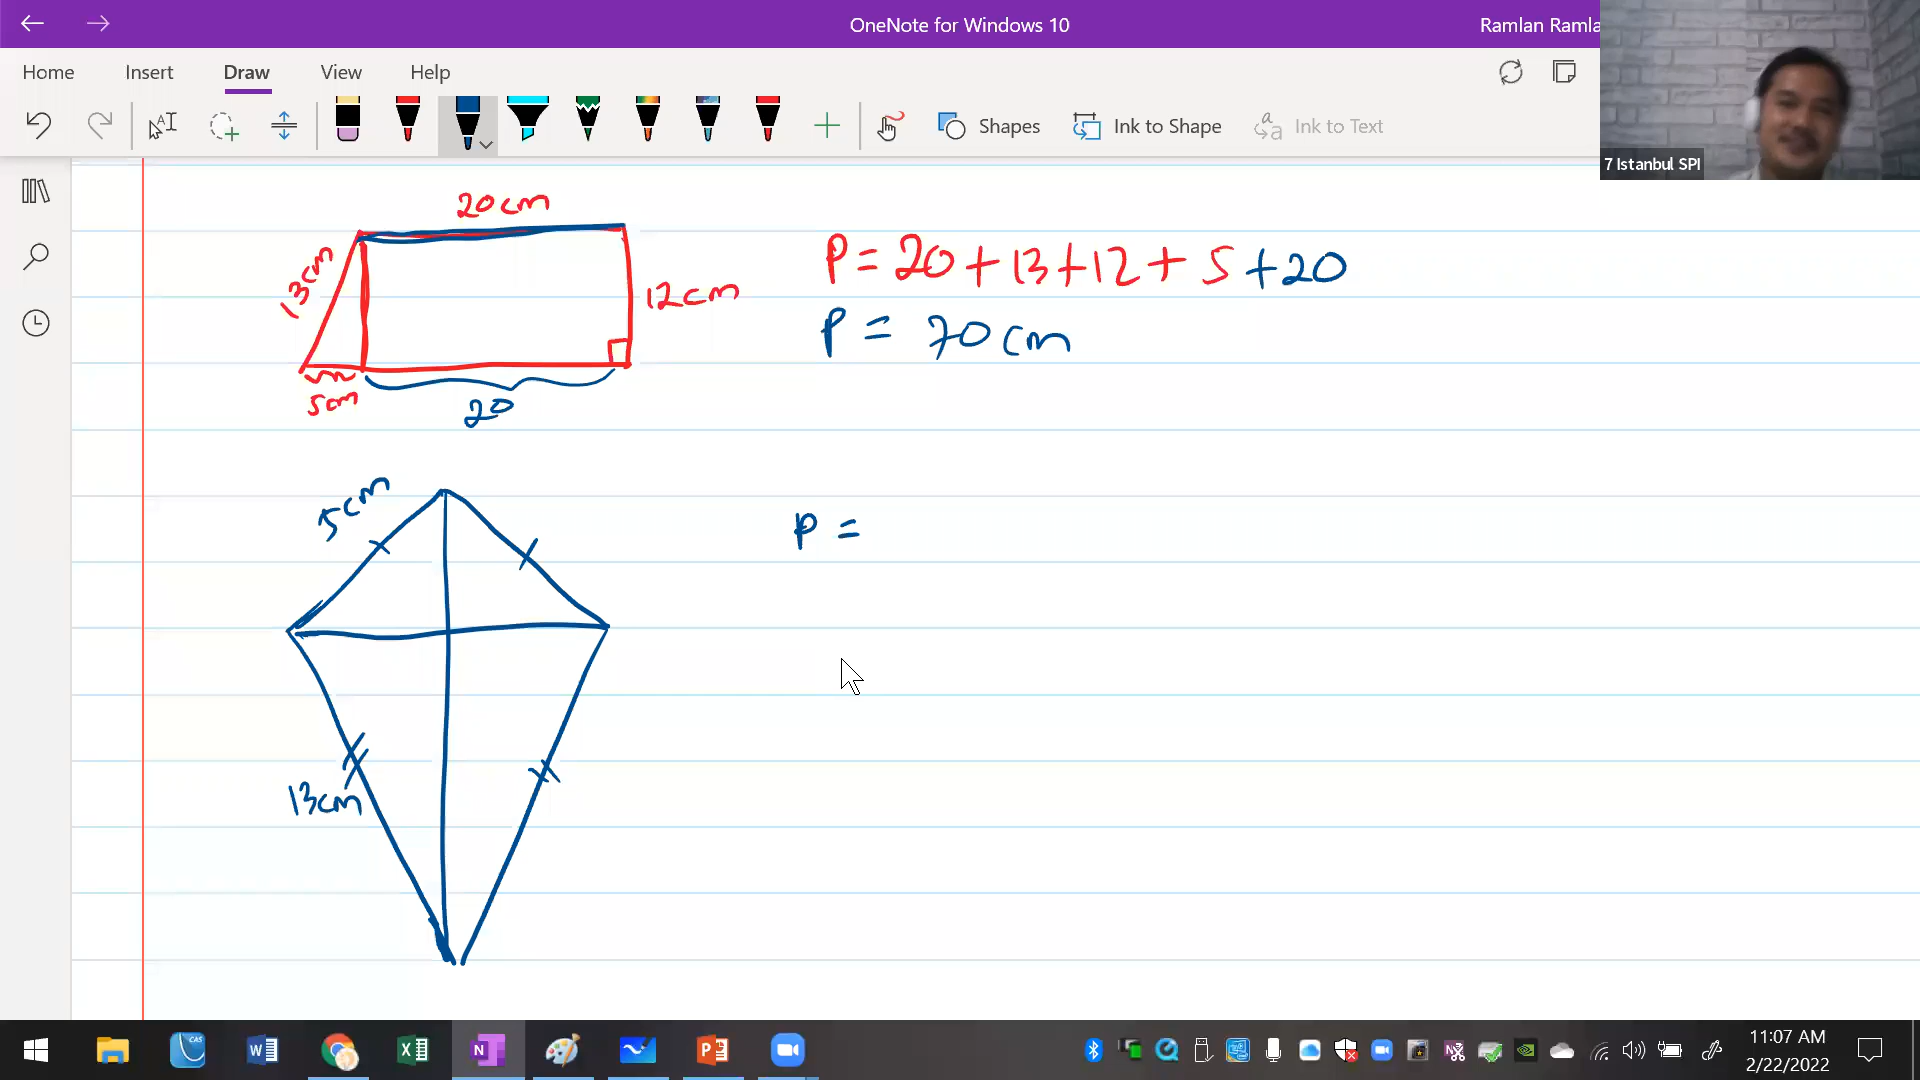 OneNote for Windows 10
Ramlan Ramla
Home Insert Draw View Help
Shapes Ink to Shape Ink to Text
7 Istanbul SPI
20cm
13cm
12cm
5cm
20
P = 20 + 13 + 12 + 5 + 20
P = 70 cm
5cm
13cm
P =
11:07 AM
2/22/2022